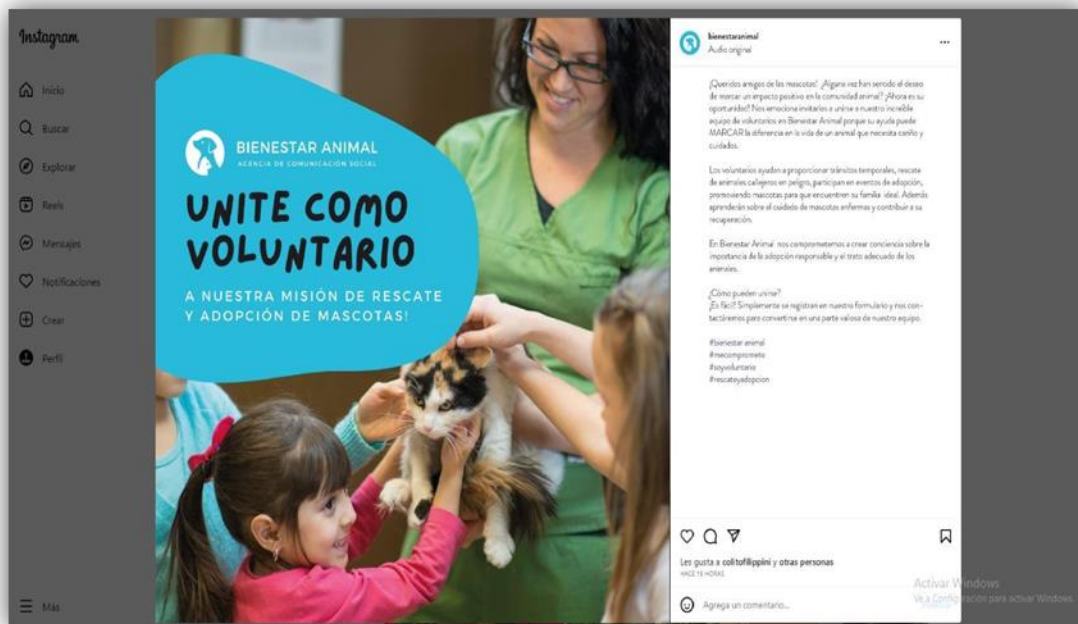 Instagram
Inicio
Buscar
Explorar
Reels
Mensajes
Notificaciones
Crear
Perfil
Más
BIENESTAR ANIMAL
AGENCIA DE COMUNICACIÓN SOCIAL
UNITE COMO
VOLUNTARIO
A NUESTRA MISIÓN DE RESCATE
Y ADOPCIÓN DE MASCOTAS!
bienestaranimal
Audio original
¡Queridos amigos de las mascotas! ¿Alguna vez han sentido el deseo
de marcar un impacto positivo en la comunidad animal? ¡Ahora es su
oportunidad! Nos emociona invitarlos a unirse a nuestro increíble
equipo de voluntarios en Bienestar Animal porque su ayuda puede
MARCAR la diferencia en la vida de un animal que necesita cariño y
cuidados.
Los voluntarios ayudan a proporcionar tránsitos temporales, rescate
de animales callejeros en peligro, participan en eventos de adopción,
promoviendo mascotas para que encuentren su familia ideal. Además
aprenderán sobre el cuidado de mascotas enfermas y contribuir a su
recuperación.
En Bienestar Animal nos comprometemos a crear conciencia sobre la
importancia de la adopción responsable y el trato adecuado de los
animales.
¿Cómo pueden unirse?
¡Es fácil! Simplemente se registran en nuestro formulario y nos con-
tactáremos para convertirse en una parte valiosa de nuestro equipo.
#bienestar animal
#mecomprometo
#soyvoluntario
#rescateyadopcion
Les gusta a colitofilippini y otras personas
HACE 15 HORAS
Agrega un comentario...
Activar Windows
Ve a Configuración para activar Windows.